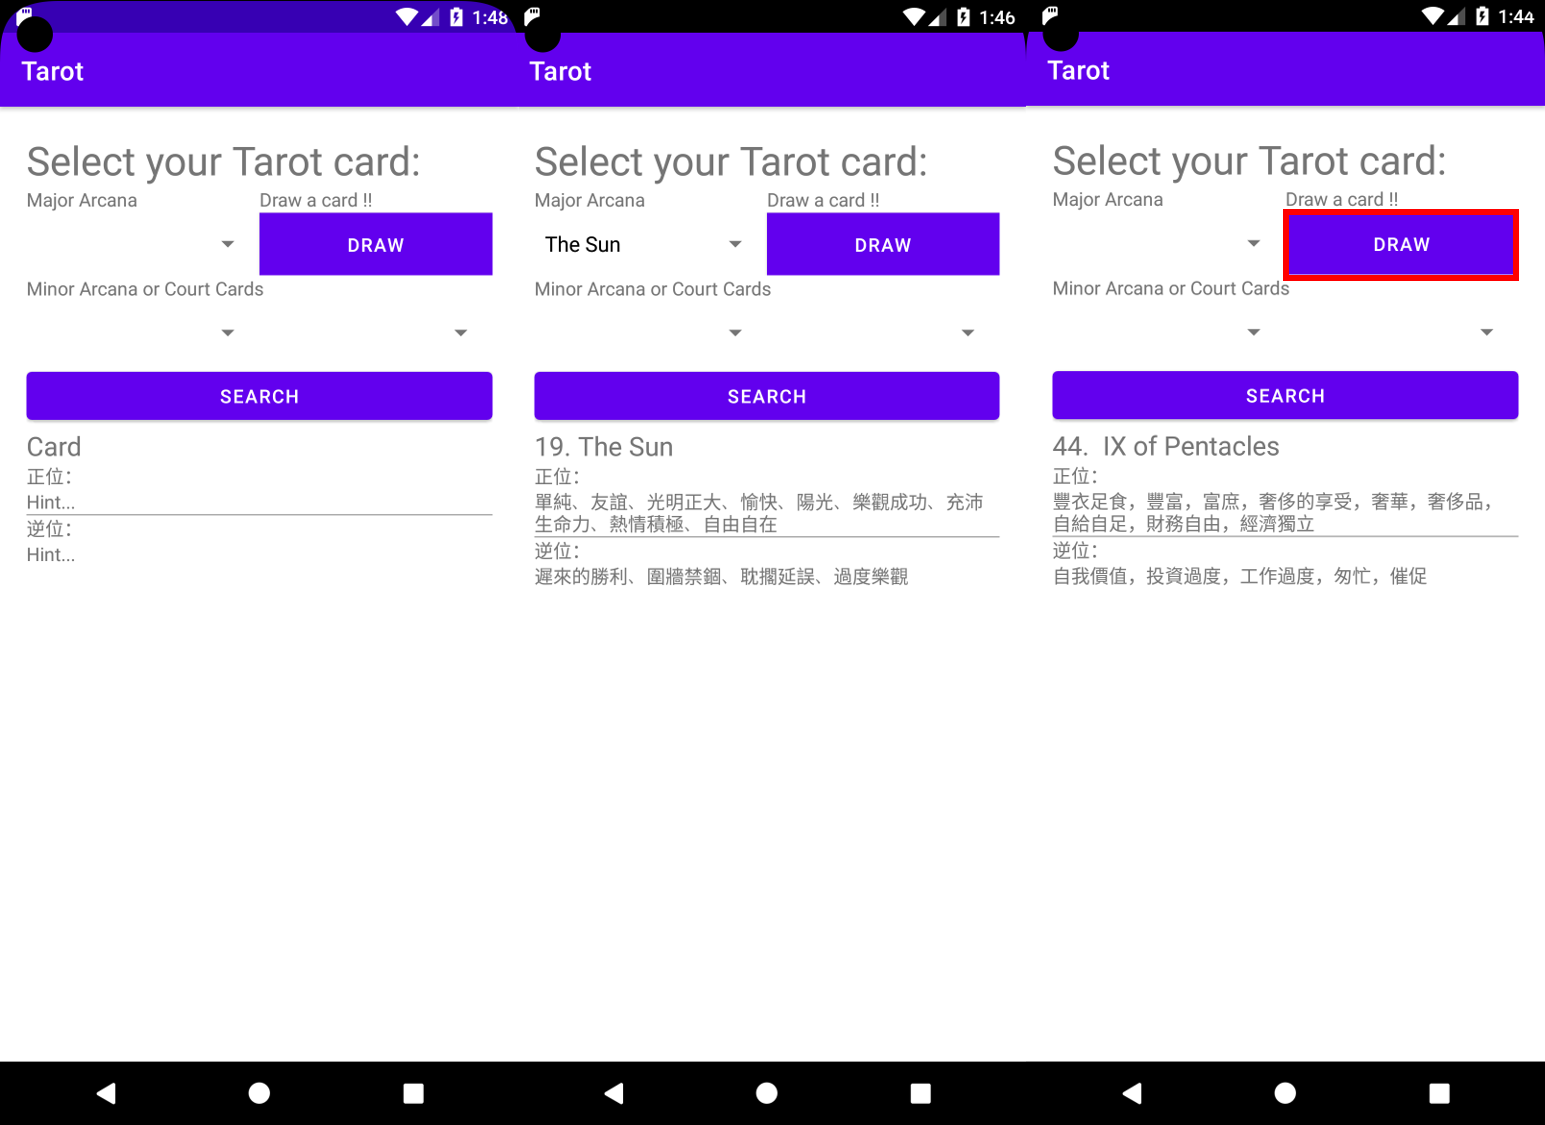 1:48
Tarot
Select your Tarot card:
Major Arcana
Draw a card !!
DRAW
Minor Arcana or Court Cards
SEARCH
Card
正位：
Hint...
逆位：
Hint...
1:46
Tarot
Select your Tarot card:
Major Arcana
Draw a card !!
The Sun
DRAW
Minor Arcana or Court Cards
SEARCH
19. The Sun
正位：
單純、友誼、光明正大、愉快、陽光、樂觀成功、充沛
生命力、熱情積極、自由自在
逆位：
遲來的勝利、圍牆禁錮、耽擱延誤、過度樂觀
1:44
Tarot
Select your Tarot card:
Major Arcana
Draw a card !!
DRAW
Minor Arcana or Court Cards
SEARCH
44.  IX of Pentacles
正位：
豐衣足食，豐富，富庶，奢侈的享受，奢華，奢侈品，
自給自足，財務自由，經濟獨立
逆位：
自我價值，投資過度，工作過度，匆忙，催促